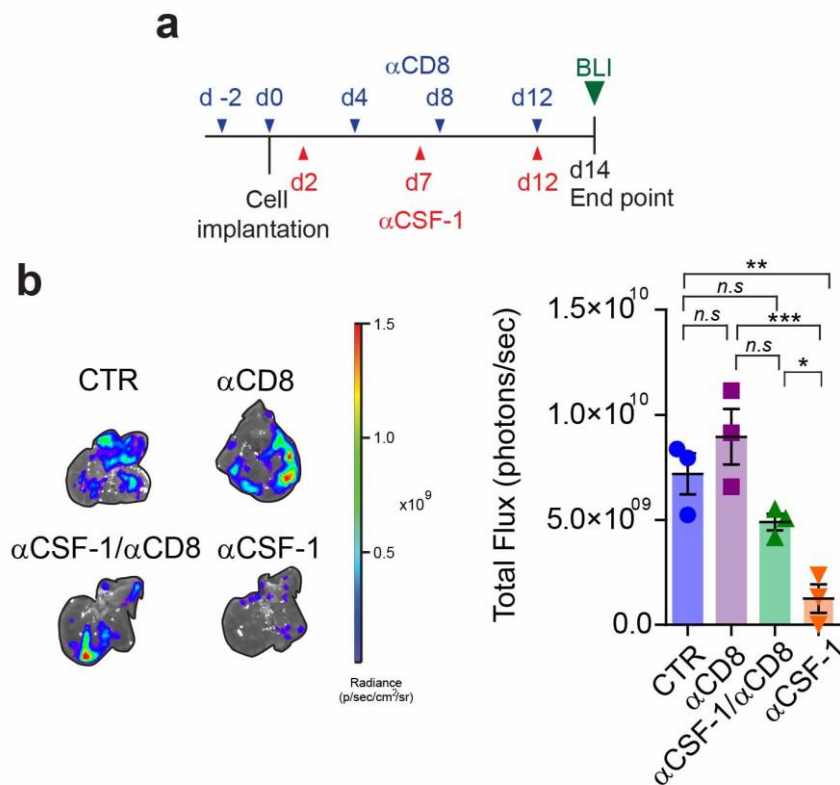 a
αCD8
BLI
d -2 d0 d4 d8 d12
d2 d7 d12 d14
Cell
implantation
αCSF-1
End point
b
CTR αCD8
αCSF-1/αCD8 αCSF-1
1.5
1.0
x10⁹
0.5
Radiance
(p/sec/cm²/sr)
Total Flux (photons/sec)
1.5×10¹⁰
1.0×10¹⁰
5.0×10⁰⁹
0.0
**
n.s
n.s ***
n.s *
CTR
αCD8
αCSF-1/αCD8
αCSF-1